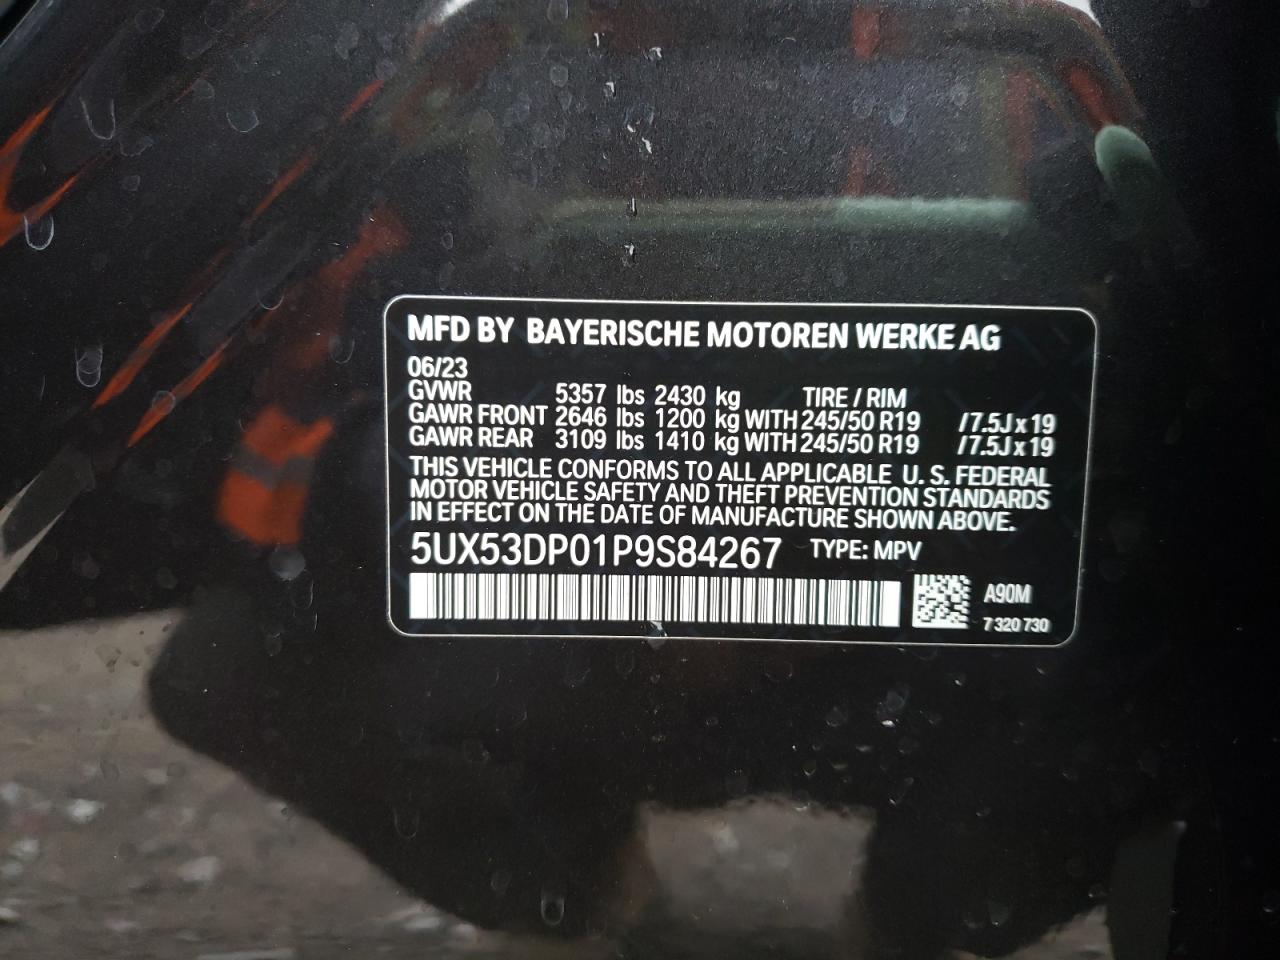 MFD BY BAYERISCHE MOTOREN WERKE AG
06/23
GVWR 5357 lbs 2430 kg TIRE / RIM
GAWR FRONT 2646 lbs 1200 kg WITH 245/50 R19 /7.5J x 19
GAWR REAR 3109 lbs 1410 kg WITH 245/50 R19 /7.5J x 19
THIS VEHICLE CONFORMS TO ALL APPLICABLE U. S. FEDERAL
MOTOR VEHICLE SAFETY AND THEFT PREVENTION STANDARDS
IN EFFECT ON THE DATE OF MANUFACTURE SHOWN ABOVE.
5UX53DP01P9S84267 TYPE: MPV
A90M
7 320 730